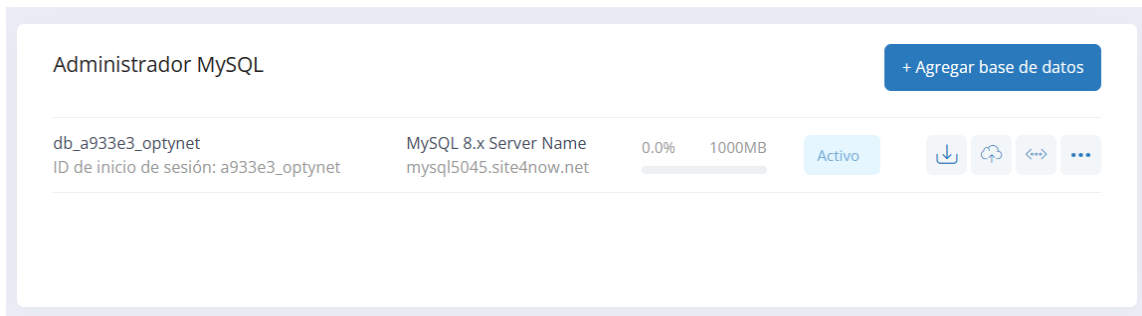 Administrador MySQL
+ Agregar base de datos
db_a933e3_optynet
ID de inicio de sesión: a933e3_optynet
MySQL 8.x Server Name
mysql5045.site4now.net
0.0% 1000MB
Activo